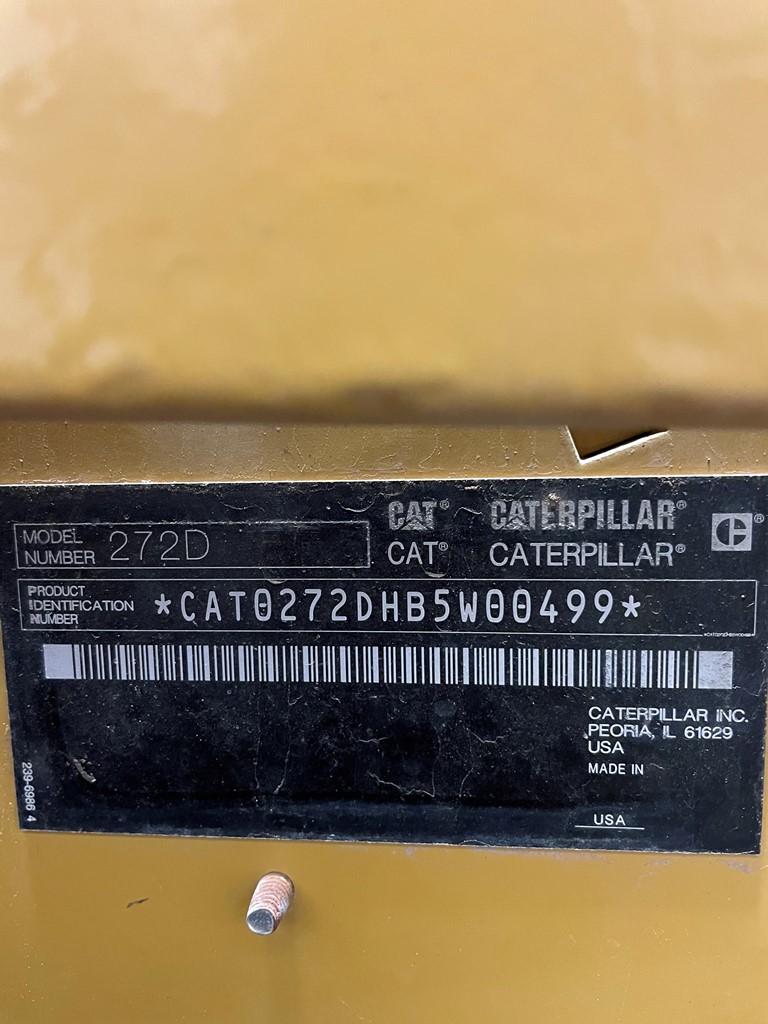 CAT® CATERPILLAR®
MODEL NUMBER 272D
CAT® CATERPILLAR®
PRODUCT IDENTIFICATION NUMBER *CAT0272DHB5W00499*
CATERPILLAR INC.
PEORIA, IL 61629
USA
MADE IN
USA
239-6986 4